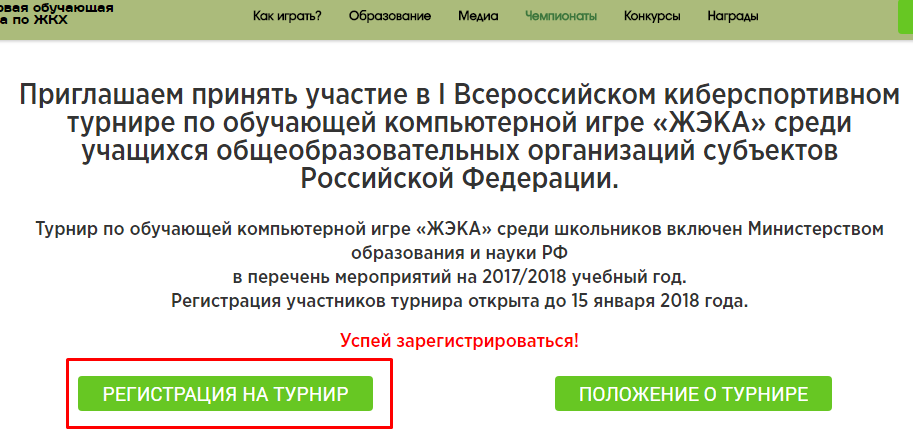 овая обучающая
а по ЖКХ
Как играть? Образование Медиа Чемпионаты Конкурсы Награды
Приглашаем принять участие в I Всероссийском киберспортивном
турнире по обучающей компьютерной игре «ЖЭКА» среди
учащихся общеобразовательных организаций субъектов
Российской Федерации.
Турнир по обучающей компьютерной игре «ЖЭКА» среди школьников включен Министерством
образования и науки РФ
в перечень мероприятий на 2017/2018 учебный год.
Регистрация участников турнира открыта до 15 января 2018 года.
Успей зарегистрироваться!
РЕГИСТРАЦИЯ НА ТУРНИР ПОЛОЖЕНИЕ О ТУРНИРЕ